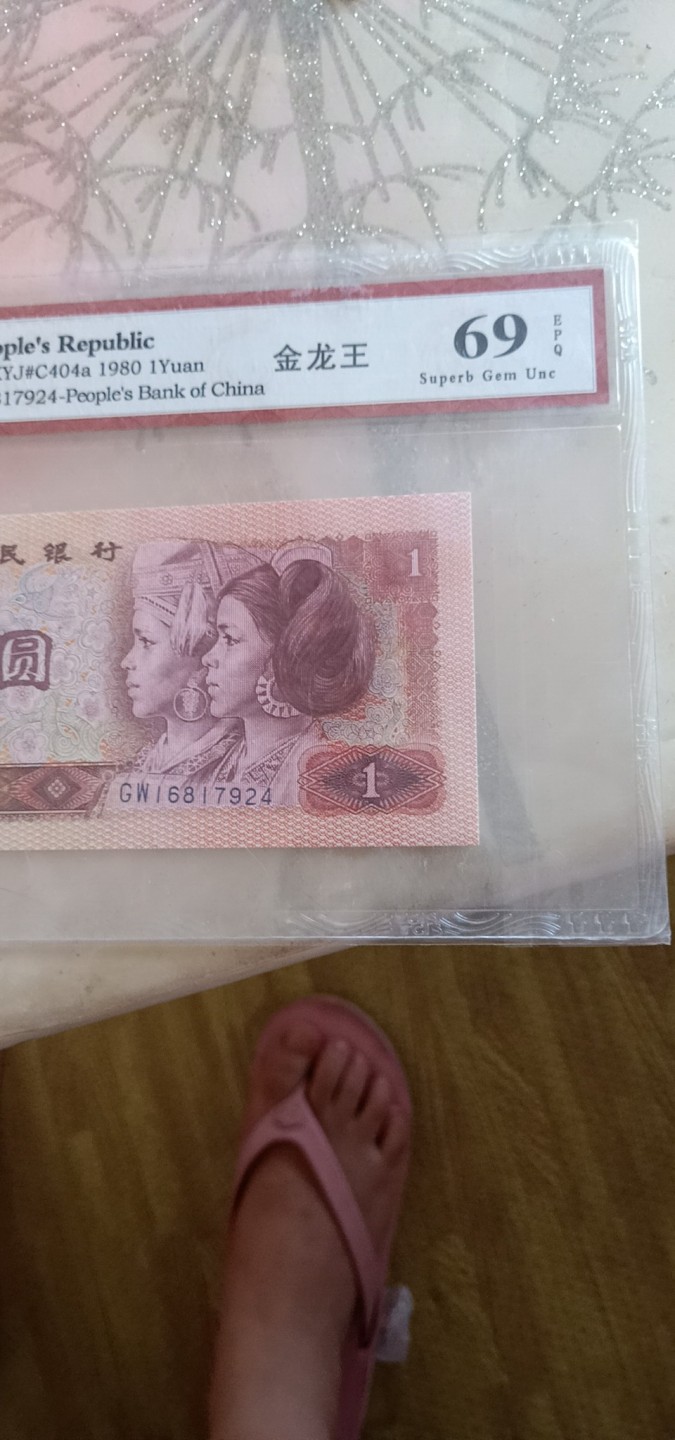 ople's Republic
YJ#C404a 1980 1Yuan
17924-People's Bank of China
金龙王
69
EPQ
Superb Gem Unc
民银行
1
圆
GW16817924
1